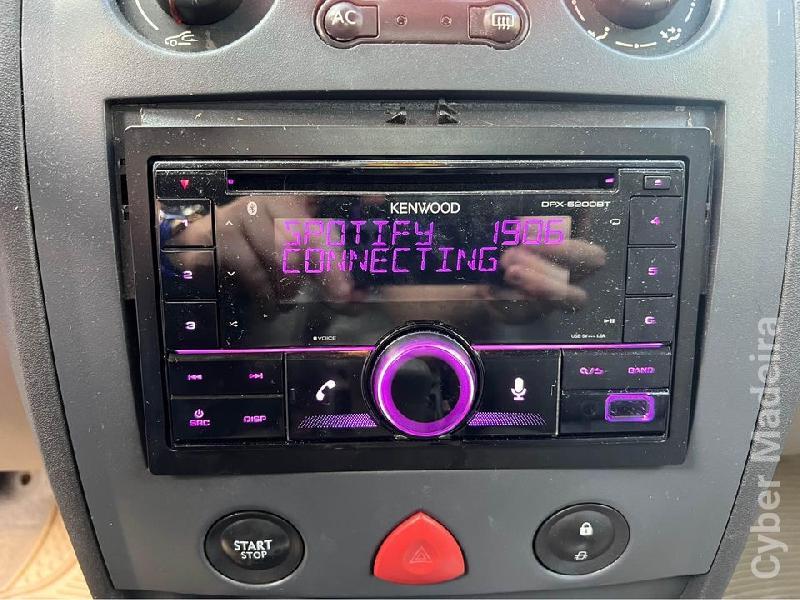 AC
KENWOOD
DPX-5200BT
SPOTIFY 1906
CONNECTING
2
3
4
5
6
VOICE
BAND
SRC
DISP
START
STOP
Cyber Madeira